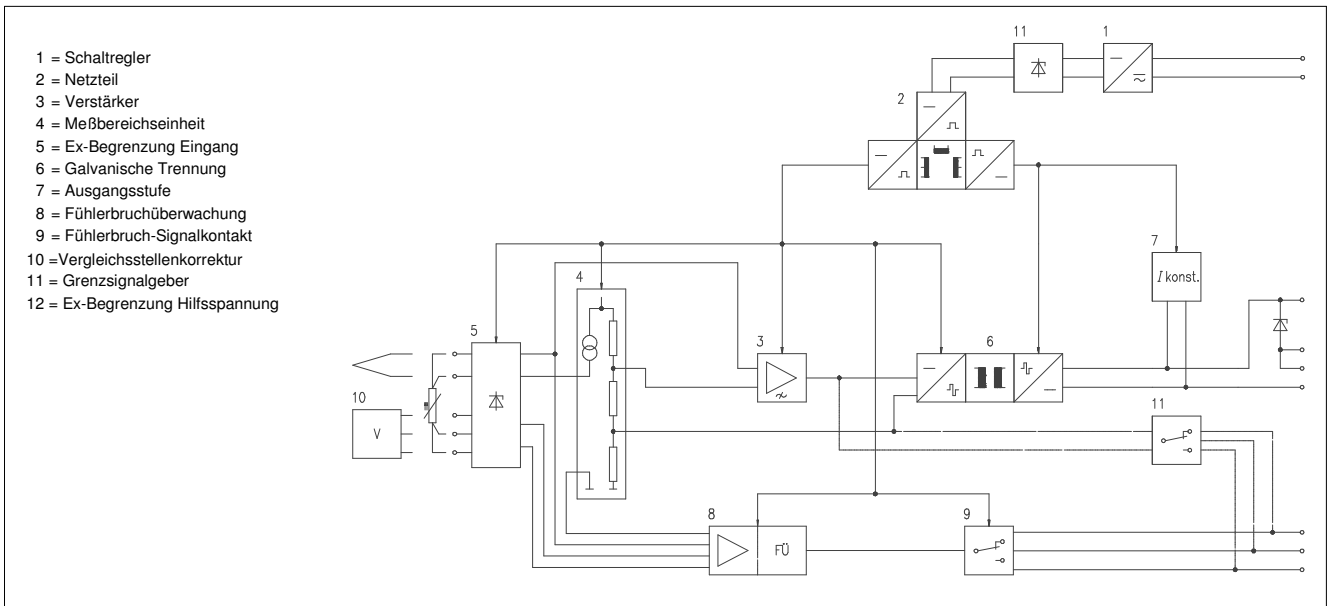 1 = Schaltregler
2 = Netzteil
3 = Verstärker
4 = Meßbereichseinheit
5 = Ex-Begrenzung Eingang
6 = Galvanische Trennung
7 = Ausgangsstufe
8 = Fühlerbruchüberwachung
9 = Fühlerbruch-Signalkontakt
10 =Vergleichsstellenkorrektur
11 = Grenzsignalgeber
12 = Ex-Begrenzung Hilfsspannung
11
1
2
7
I konst.
4
5
3
6
10
V
11
8
FÜ
9